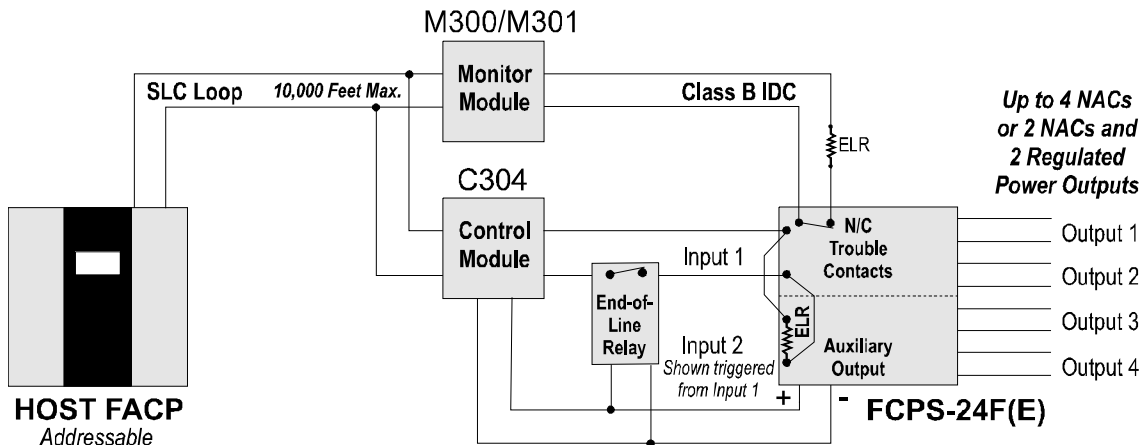 M300/M301
Monitor
Module
SLC Loop
10,000 Feet Max.
Class B IDC
ELR
Up to 4 NACs
or 2 NACs and
2 Regulated
Power Outputs
C304
Control
Module
N/C
Trouble
Contacts
Input 1
End-of-
Line
Relay
Input 2
Shown triggered
from Input 1
ELR
Auxiliary
Output
Output 1
Output 2
Output 3
Output 4
+
-
HOST FACP
Addressable
FCPS-24F(E)